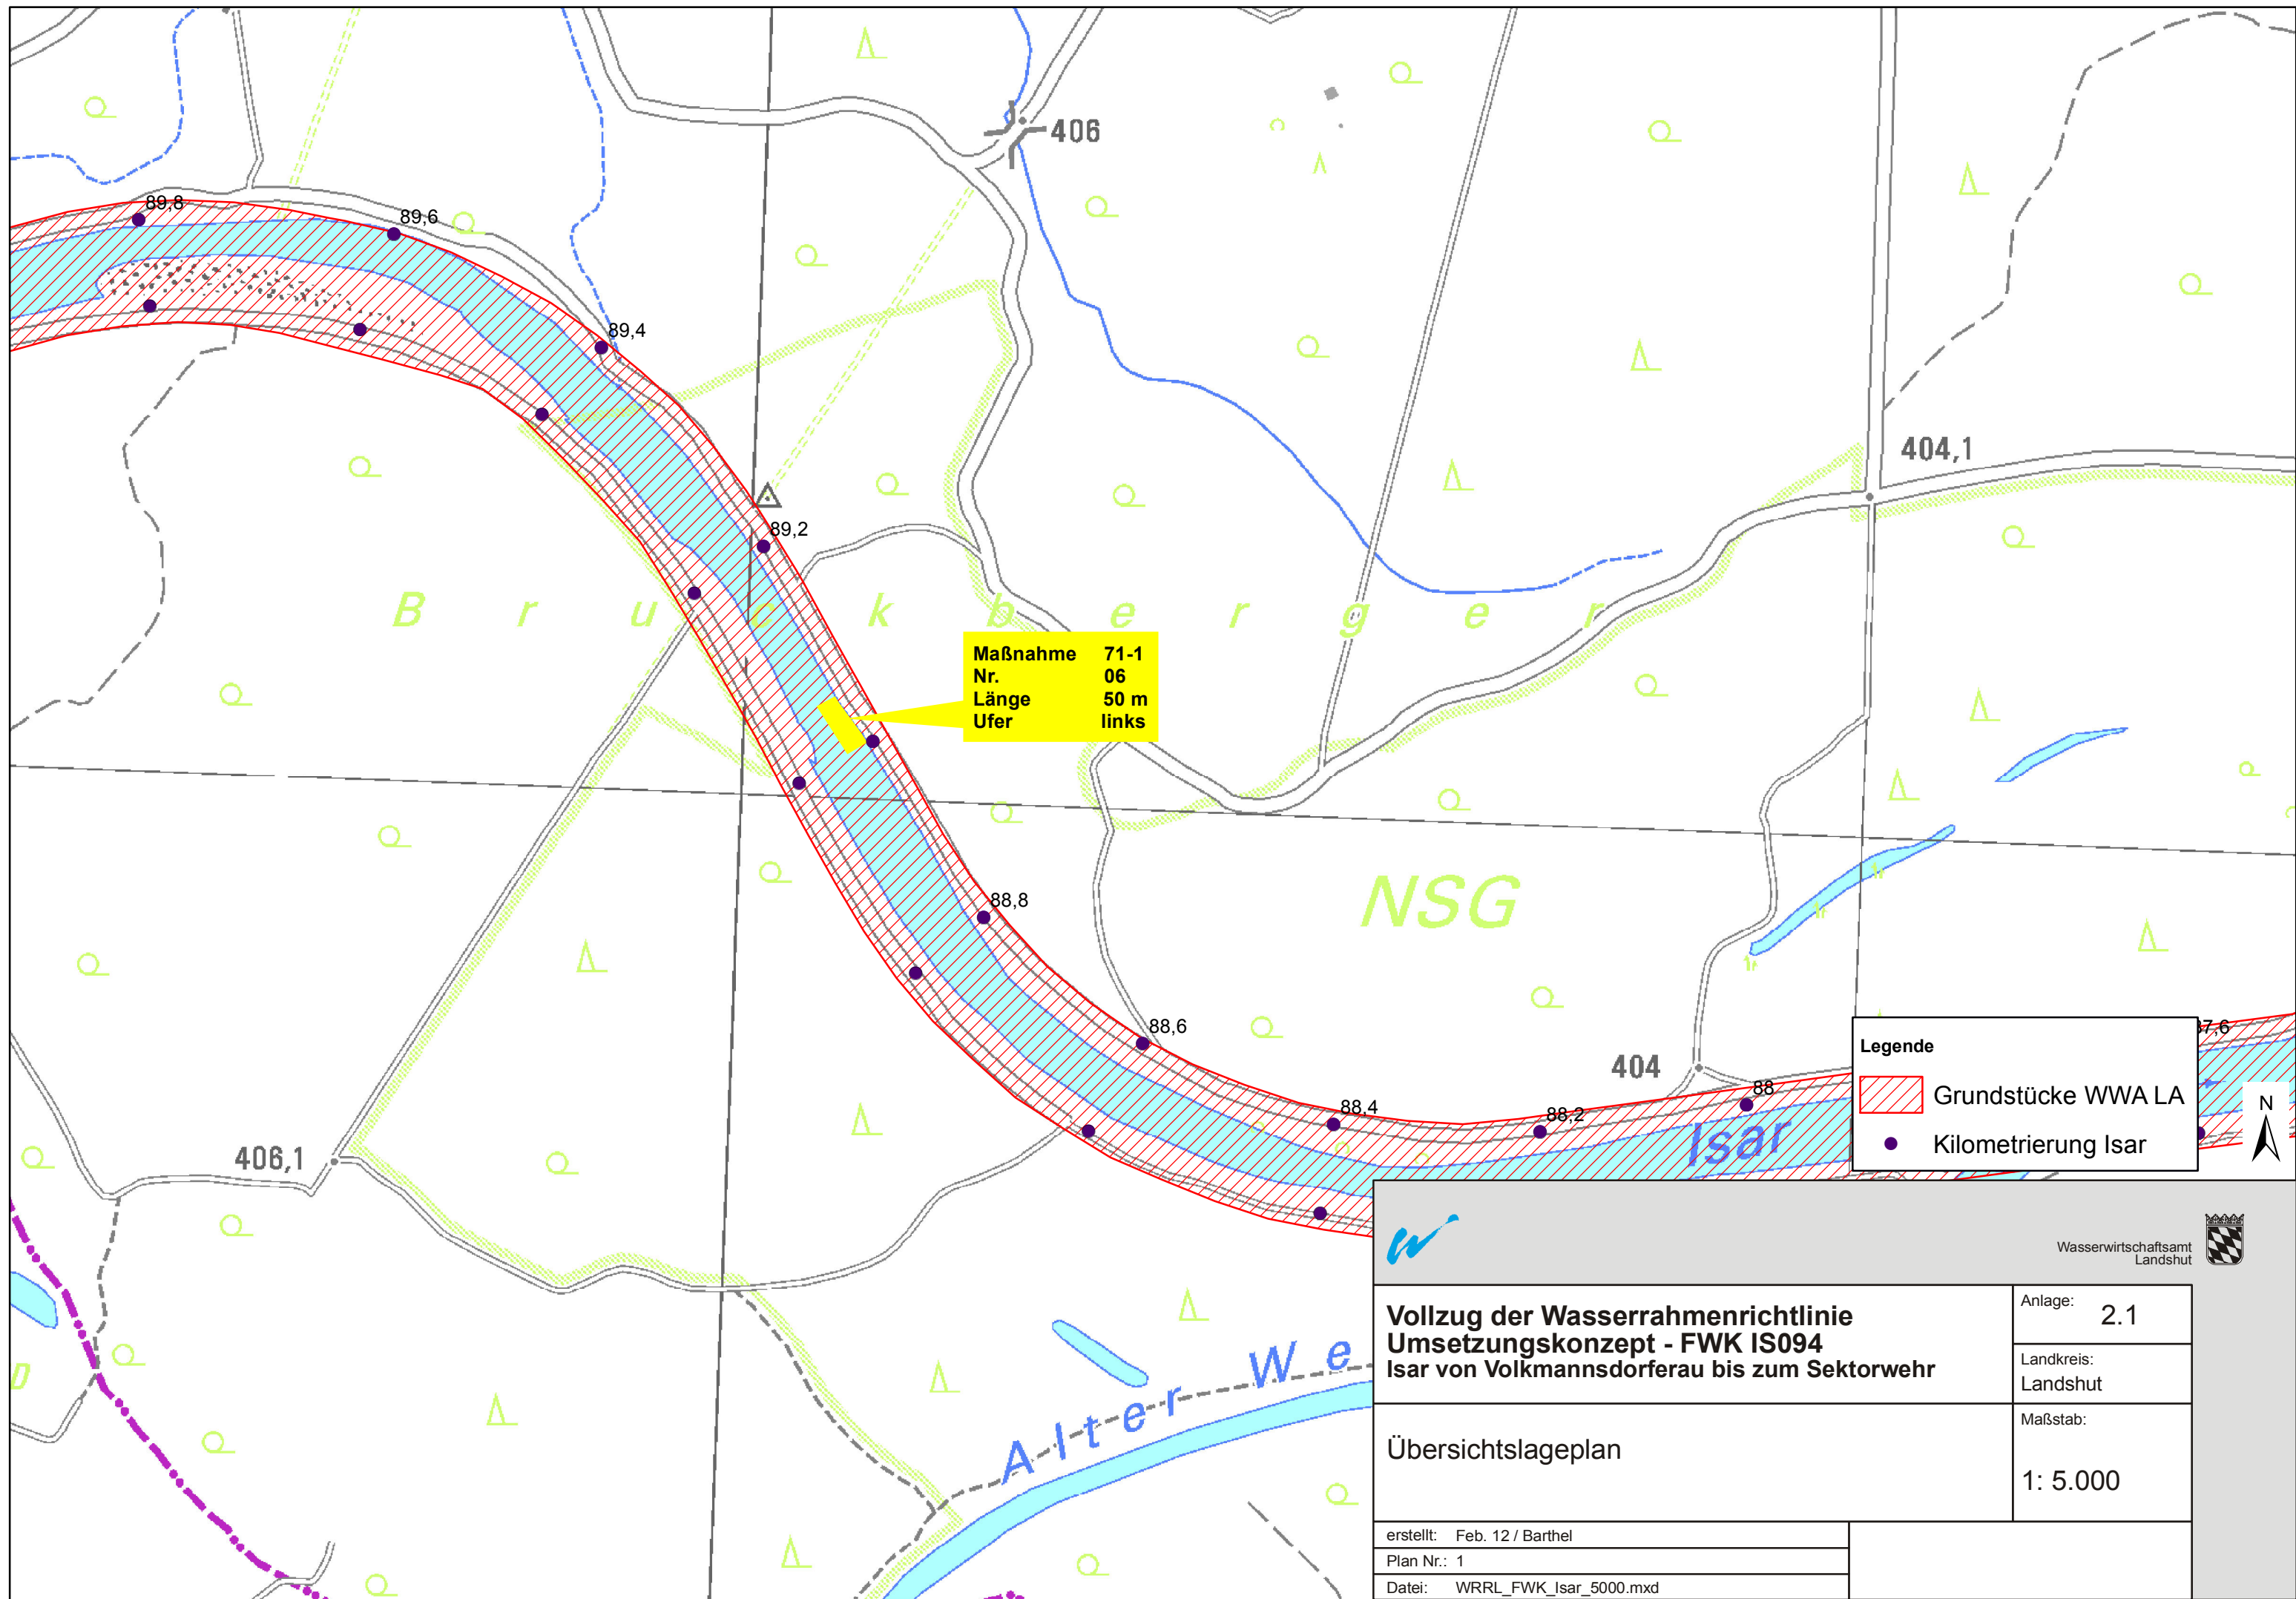 406
89,8
89,6
89,4
404,1
89,2
Bruckberger
Maßnahme 71-1
Nr. 06
Länge 50 m
Ufer links
88,8
NSG
88,6
404
88,4
88,2
88
Isar
Legende
Grundstücke WWA LA
Kilometrierung Isar
N
406,1
Alter We
Wasserwirtschaftsamt
Landshut
Vollzug der Wasserrahmenrichtlinie
Umsetzungskonzept - FWK IS094
Isar von Volkmannsdorferau bis zum Sektorwehr
Anlage: 2.1
Landkreis:
Landshut
Übersichtslageplan
Maßstab:
1: 5.000
erstellt: Feb. 12 / Barthel
Plan Nr.: 1
Datei: WRRL_FWK_Isar_5000.mxd